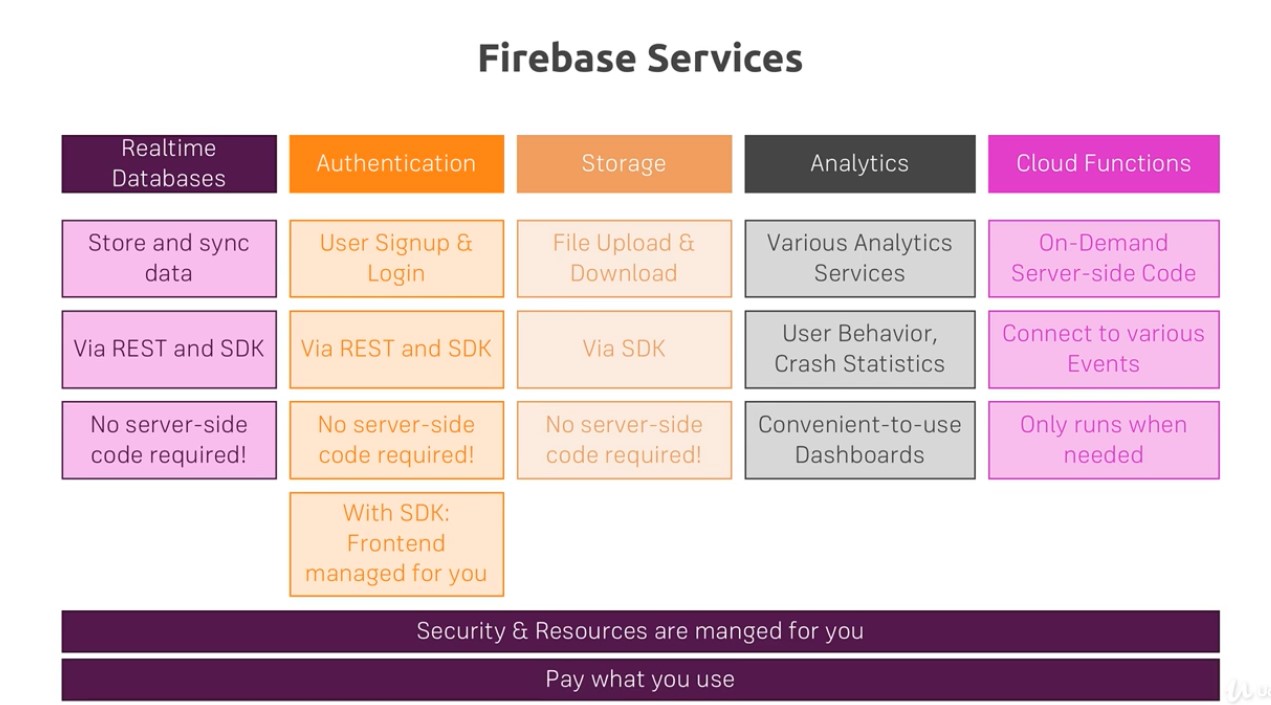 Firebase Services
Realtime
Databases
Authentication
Storage
Analytics
Cloud Functions
Store and sync
data
User Signup &
Login
File Upload &
Download
Various Analytics
Services
On-Demand
Server-side Code
Via REST and SDK
Via REST and SDK
Via SDK
User Behavior,
Crash Statistics
Connect to various
Events
No server-side
code required!
No server-side
code required!
No server-side
code required!
Convenient-to-use
Dashboards
Only runs when
needed
With SDK:
Frontend
managed for you
Security & Resources are manged for you
Pay what you use